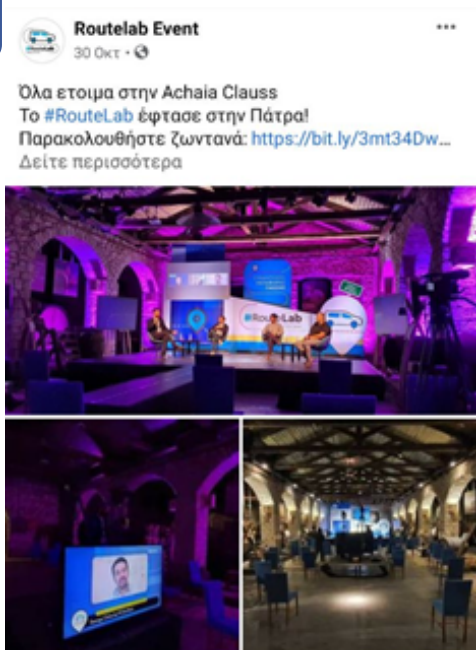 Routelab Event
30 Οκτ
Όλα ετοιμα στην Achaia Clauss
Το #RouteLab έφτασε στην Πάτρα!
Παρακολουθήστε ζωντανά: https://bit.ly/3mt34Dw...
Δείτε περισσότερα
#RouteLab